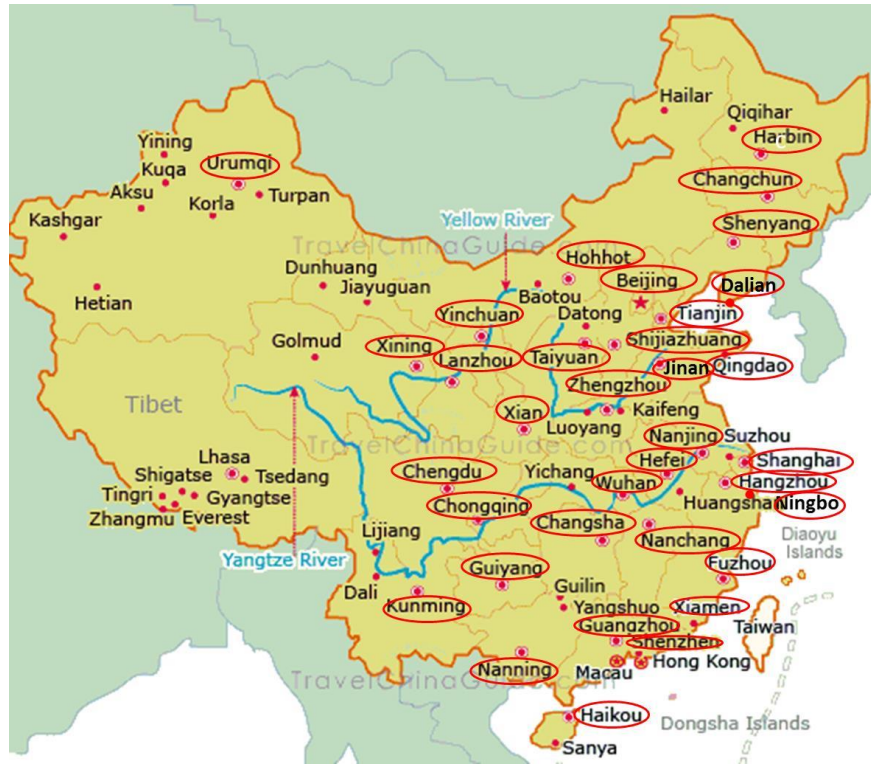 Hailar
Qiqihar
Harbin
Yining
Urumqi
Kuqa
Changchun
Aksu
Korla
Turpan
Kashgar
Yellow River
Shenyang
TravelChinaGuide.com
Hohhot
Dunhuang
Beijing
Jiayuguan
Dalian
Hetian
Baotou
Yinchuan
Datong
Tianjin
Golmud
Xining
Shijiazhuang
Lanzhou
Taiyuan
Jinan
Qingdao
Zhengzhou
Tibet
Xian
Kaifeng
Luoyang
Nanjing
Suzhou
TravelChinaGuide.com
Lhasa
Hefei
Shanghai
Shigatse
Tsedang
Chengdu
Yichang
Wuhan
Hangzhou
Tingri
Gyangtse
Huangshan
Ningbo
Zhangmu
Everest
Chongqing
Changsha
Lijiang
Nanchang
Diaoyu
Islands
Yangtze River
Guiyang
Fuzhou
Dali
Kunming
Guilin
Yangshuo
Xiamen
Guangzhou
Taiwan
Shenzhen
Nanning
Macau
Hong Kong
TravelChinaGuide.com
Haikou
Dongsha Islands
Sanya